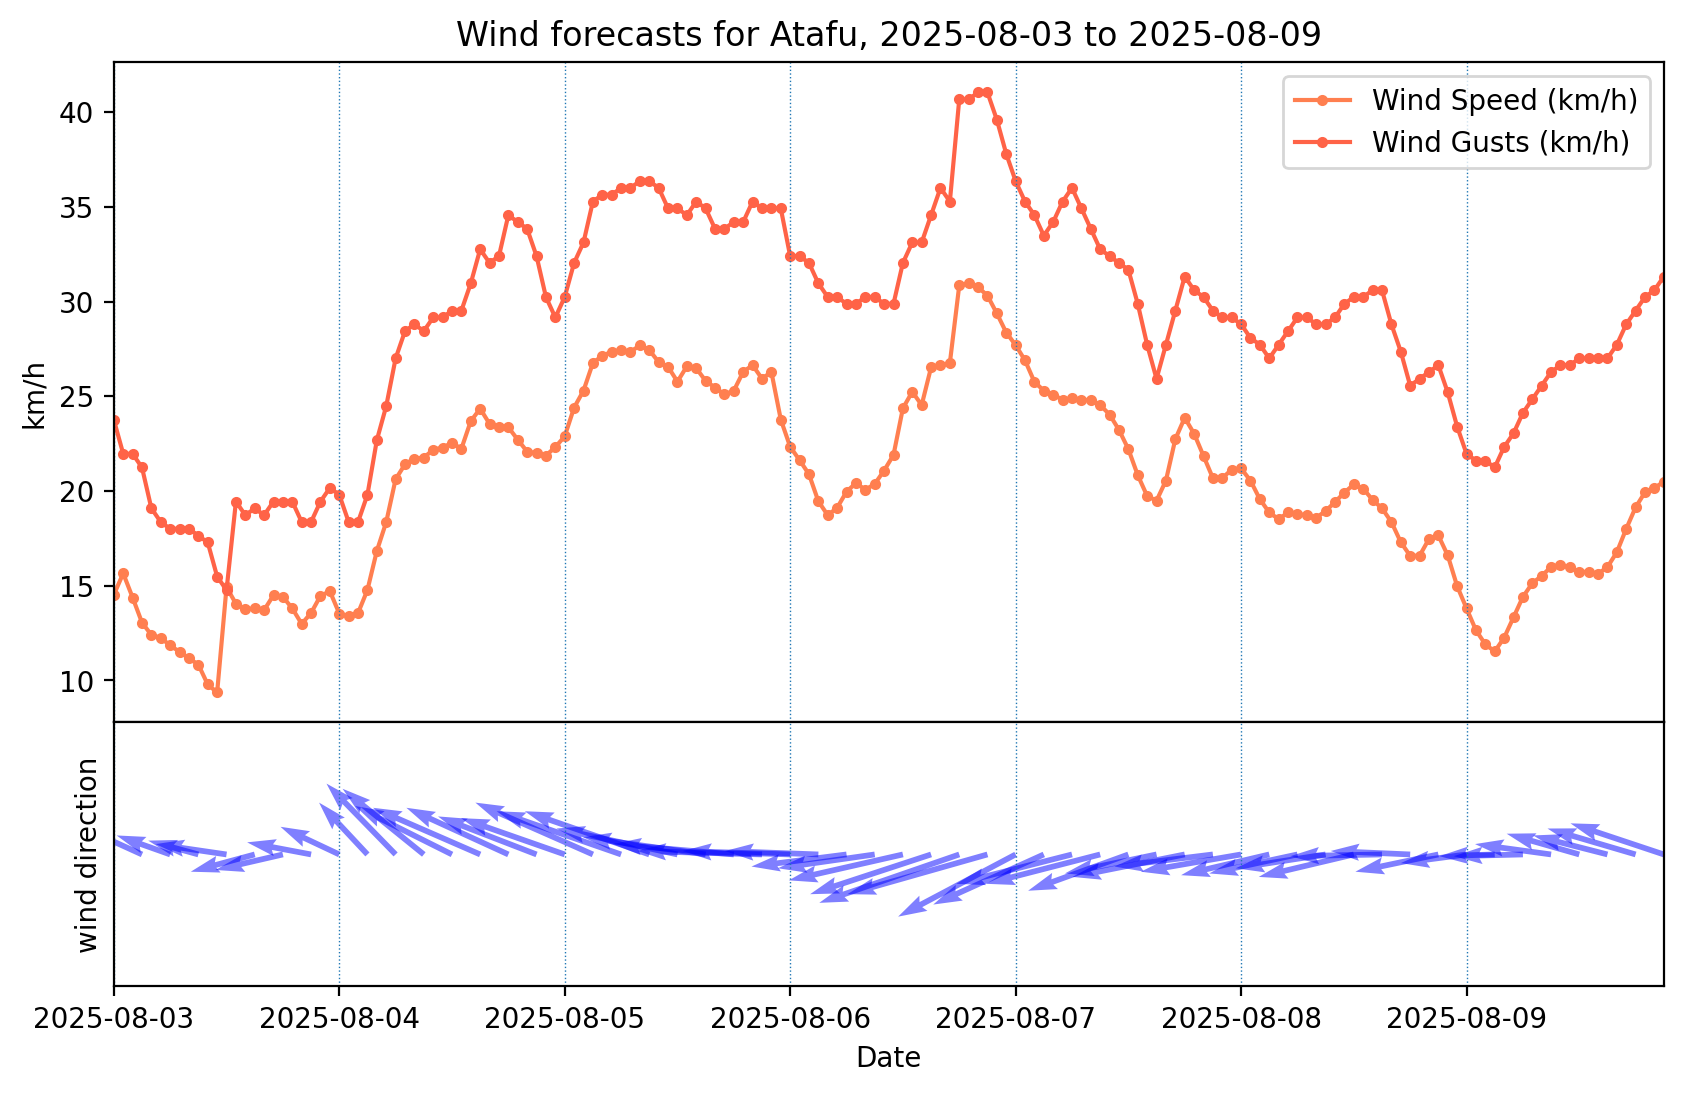 Wind forecasts for Atafu, 2025-08-03 to 2025-08-09
Wind Speed (km/h)
Wind Gusts (km/h)
km/h
40
35
30
25
20
15
10
wind direction
2025-08-03
2025-08-04
2025-08-05
2025-08-06
2025-08-07
2025-08-08
2025-08-09
Date